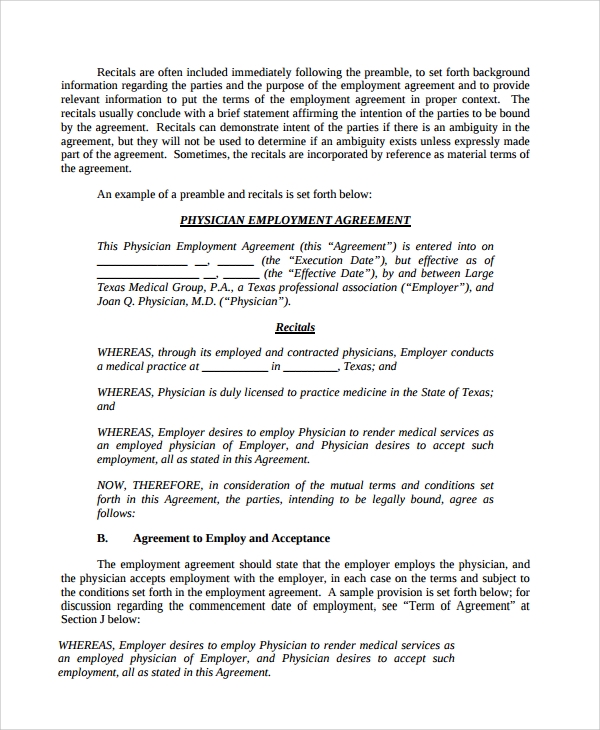 Recitals are often included immediately following the preamble, to set forth background
information regarding the parties and the purpose of the employment agreement and to provide
relevant information to put the terms of the employment agreement in proper context. The
recitals usually conclude with a brief statement affirming the intention of the parties to be bound
by the agreement. Recitals can demonstrate intent of the parties if there is an ambiguity in the
agreement, but they will not be used to determine if an ambiguity exists unless expressly made
part of the agreement. Sometimes, the recitals are incorporated by reference as material terms of
the agreement.
An example of a preamble and recitals is set forth below:
PHYSICIAN EMPLOYMENT AGREEMENT
This Physician Employment Agreement (this “Agreement”) is entered into on
_______________ __, ______ (the “Execution Date”), but effective as of
_________________ __, ______ (the “Effective Date”), by and between Large
Texas Medical Group, P.A., a Texas professional association (“Employer”), and
Joan Q. Physician, M.D. (“Physician”).
Recitals
WHEREAS, through its employed and contracted physicians, Employer conducts
a medical practice at ___________ in _________, Texas; and
WHEREAS, Physician is duly licensed to practice medicine in the State of Texas;
and
WHEREAS, Employer desires to employ Physician to render medical services as
an employed physician of Employer, and Physician desires to accept such
employment, all as stated in this Agreement.
NOW, THEREFORE, in consideration of the mutual terms and conditions set
forth in this Agreement, the parties, intending to be legally bound, agree as
follows:
B. Agreement to Employ and Acceptance
The employment agreement should state that the employer employs the physician, and
the physician accepts employment with the employer, in each case on the terms and subject to
the conditions set forth in the employment agreement. A sample provision is set forth below; for
discussion regarding the commencement date of employment, see “Term of Agreement” at
Section J below:
WHEREAS, Employer desires to employ Physician to render medical services as
an employed physician of Employer, and Physician desires to accept such
employment, all as stated in this Agreement.